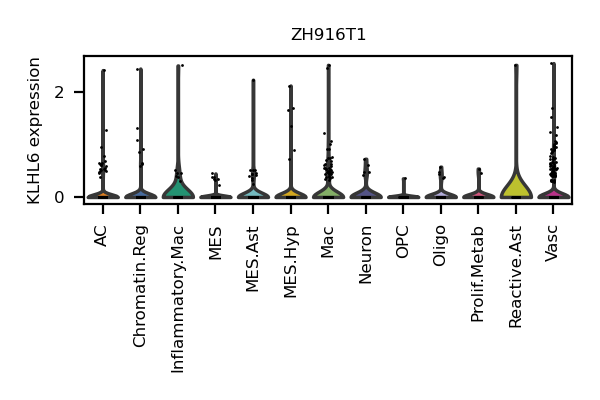 ZH916T1
KLHL6 expression
2
0
AC
Chromatin.Reg
Inflammatory.Mac
MES
MES.Ast
MES.Hyp
Mac
Neuron
OPC
Oligo
Prolif.Metab
Reactive.Ast
Vasc